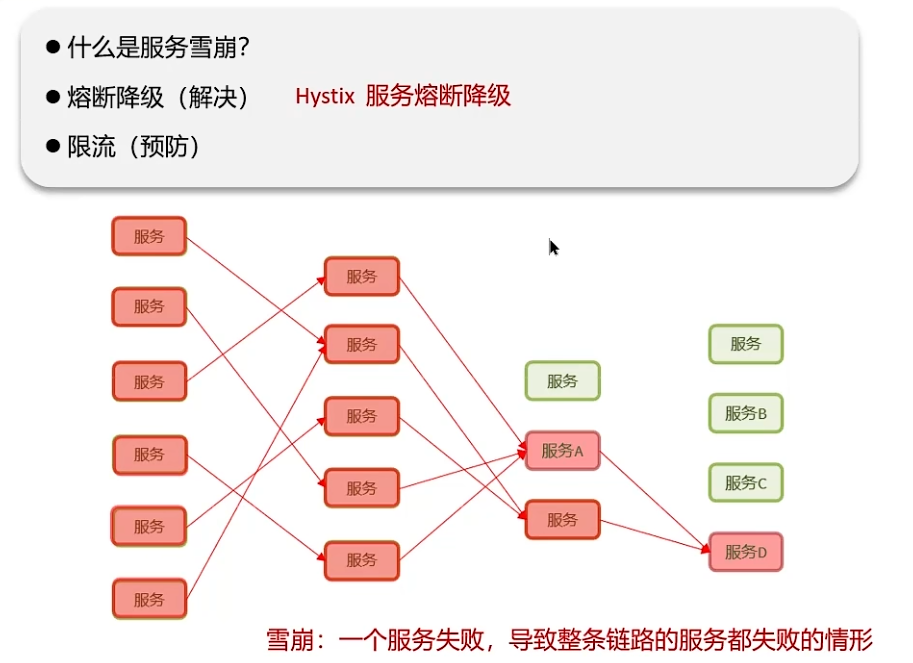 什么是服务雪崩？
熔断降级（解决） Hystix 服务熔断降级
限流（预防）
服务
服务
服务
服务
服务
服务
服务
服务
服务
服务
服务
服务
服务A
服务
服务
服务B
服务C
服务D
雪崩：一个服务失败，导致整条链路的服务都失败的情形